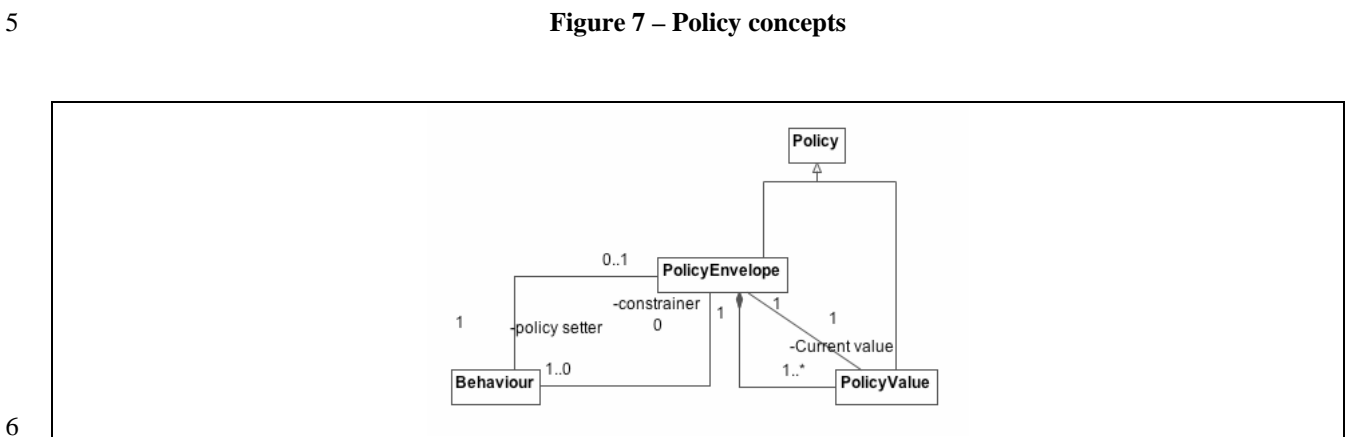 5 Figure 7 – Policy concepts
Policy
0..1
PolicyEnvelope
-constrainer
1
1
1
-policy setter
0
1
-Current value
1..0
1..*
Behaviour
PolicyValue
6